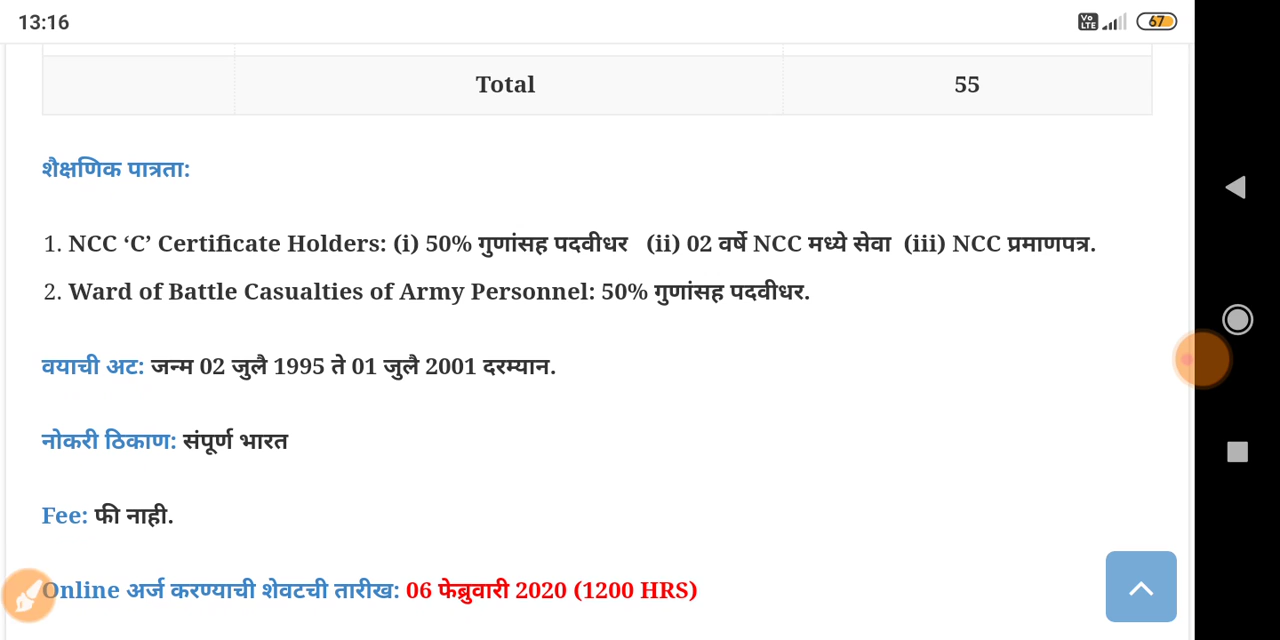 13:16
Vo LTE 67
Total 55
शैक्षणिक पात्रता:
1. NCC ‘C’ Certificate Holders: (i) 50% गुणांसह पदवीधर (ii) 02 वर्षे NCC मध्ये सेवा (iii) NCC प्रमाणपत्र.
2. Ward of Battle Casualties of Army Personnel: 50% गुणांसह पदवीधर.
वयाची अट: जन्म 02 जुलै 1995 ते 01 जुलै 2001 दरम्यान.
नोकरी ठिकाण: संपूर्ण भारत
Fee: फी नाही.
Online अर्ज करण्याची शेवटची तारीख: 06 फेब्रुवारी 2020 (1200 HRS)